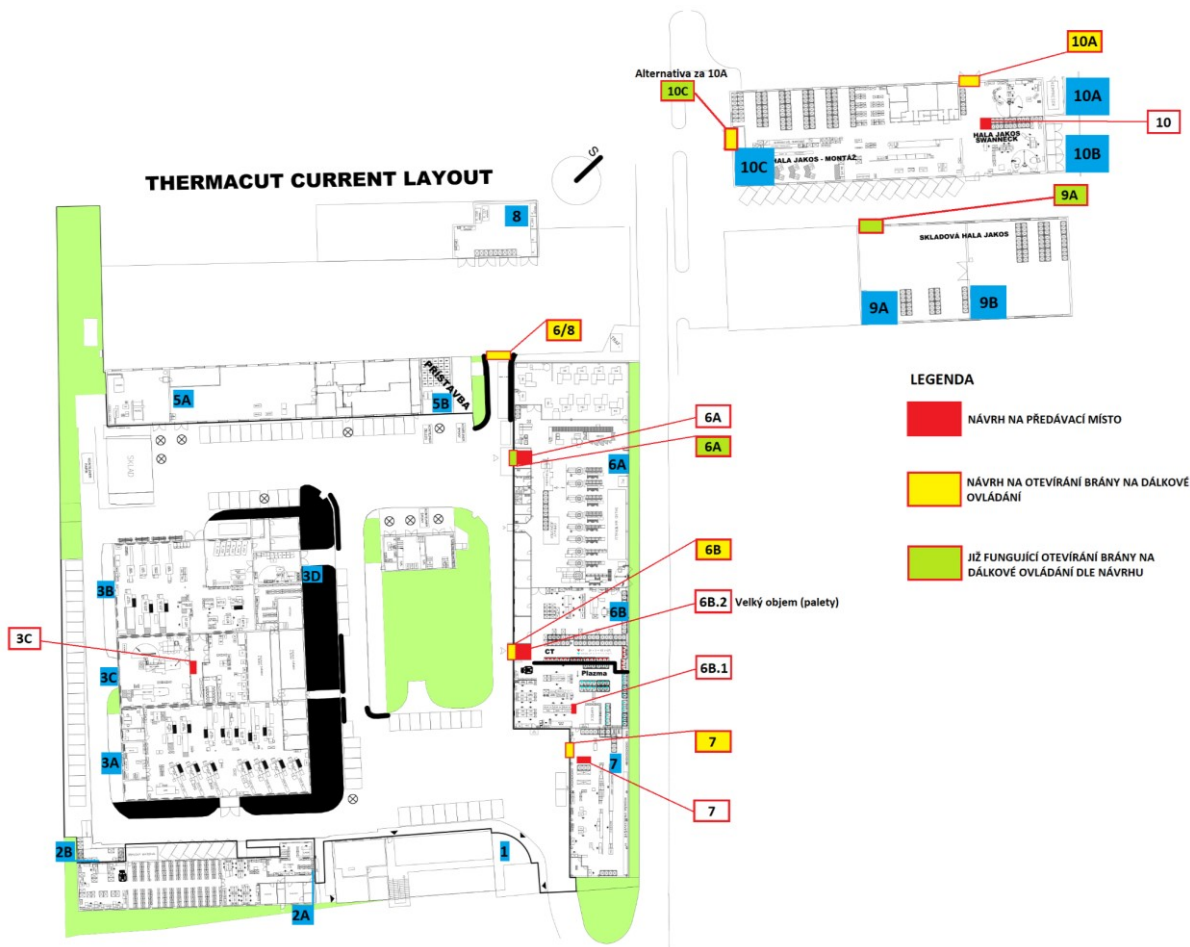 10A
Alternativa za 10A
10C
10A
10
HALA JAKOS
SWANNECK
10B
HALA JAKOS - MONTÁŽ
10C
S
THERMACUT CURRENT LAYOUT
9A
8
SKLADOVÁ HALA JAKOS
9A
9B
6/8
PŘÍSTAVBA
5A
5B
LEGENDA
6A
NÁVRH NA PŘEDÁVACÍ MÍSTO
6A
6A
SKLAD
NÁVRH NA OTEVÍRÁNÍ BRÁNY NA DÁLKOVÉ
OVLÁDÁNÍ
6B
JIŽ FUNGUJÍCÍ OTEVÍRÁNÍ BRÁNY NA
DÁLKOVÉ OVLÁDÁNÍ DLE NÁVRHU
3D
3B
6B.2 Velký objem (palety)
6B
3C
CT
6B.1
3C
Plazma
7
3A
7
7
1
2B
2A